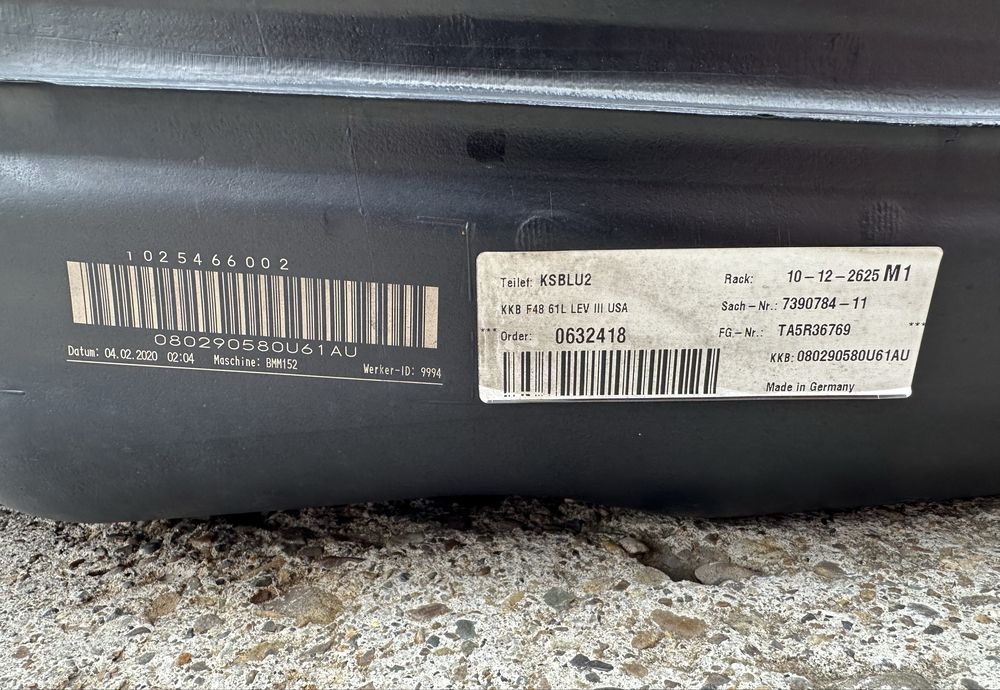 1025466002
080290580U61AU
Datum: 04.02.2020 02:04 Maschine: BMM152 Werker-ID: 9994
Teilef: KSBLU2 Rack: 10-12-2625 M1
KKB F48 61L LEV III USA Sach-Nr.: 7390784-11
*** Order: 0632418 FG.-Nr.: TA5R36769 ***
KKB: 080290580U61AU
Made in Germany